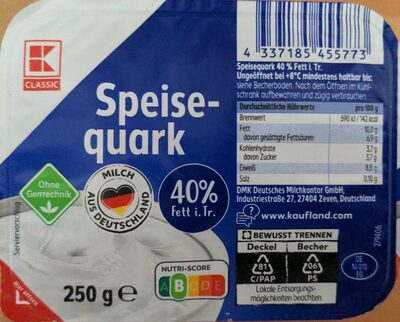 K
CLASSIC
Speise-
quark
Ohne
Gentechnik
MILCH
AUS DEUTSCHLAND
40%
Fett i. Tr.
Serviervorschlag
Hier öffnen
250 g e
NUTRI-SCORE
A B C D E
4 337185 455773
Speisequark 40 % Fett i. Tr.
Ungeöffnet bei +8°C mindestens haltbar bis:
siehe Becherboden. Nach dem Öffnen im Kühl-
schrank aufbewahren und zügig verbrauchen.
Durchschnittliche Nährwerte pro 100 g
Brennwert 590 kJ / 142 kcal
Fett 10,0 g
davon gesättigte Fettsäuren 6,9 g
Kohlenhydrate 3,7 g
davon Zucker 3,7 g
Eiweiß 8,8 g
Salz 0,10 g
DMK Deutsches Milchkontor GmbH,
Industriestraße 27, 27404 Zeven, Deutschland
www.kaufland.com
BEWUSST TRENNEN
Deckel Becher
81 06
C/PAP PS
Lokale Entsorgungs-
möglichkeiten beachten
DE
NI 010
EG